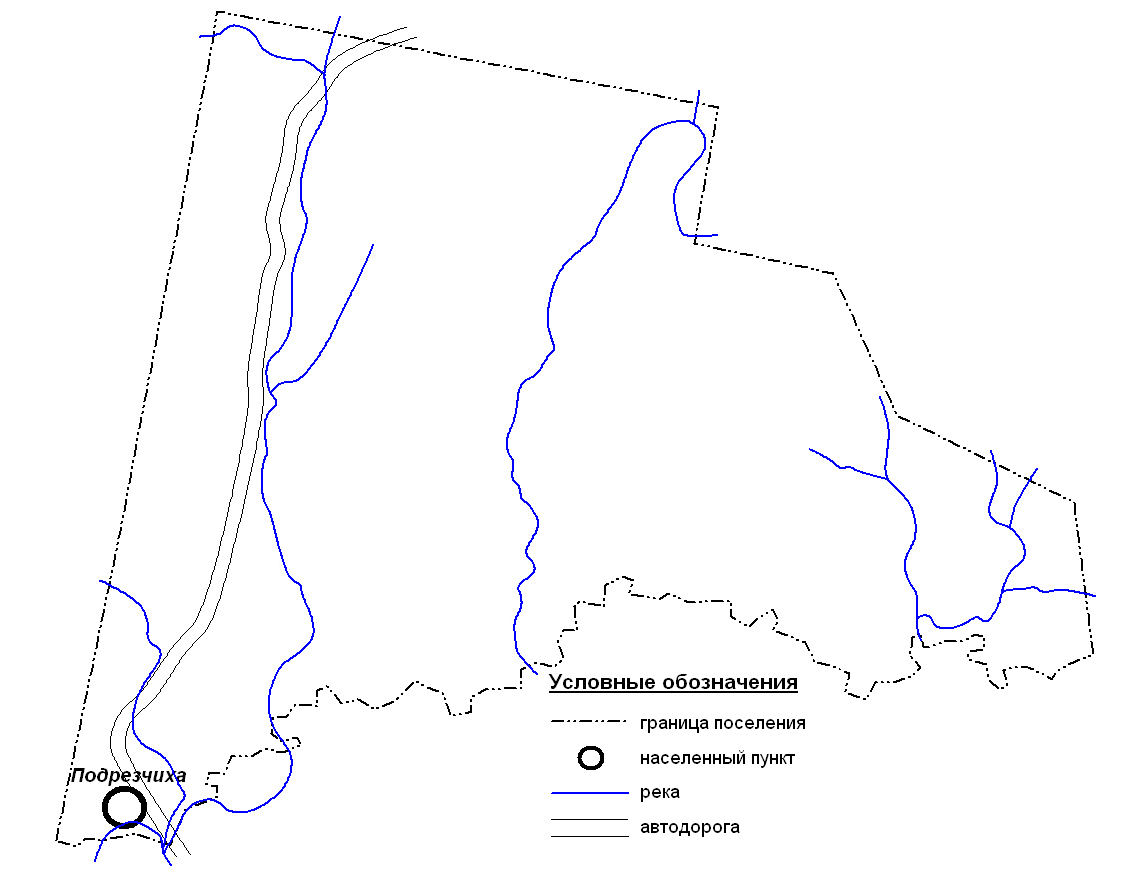 Подрезчиха
Условные обозначения
граница поселения
населенный пункт
река
автодорога